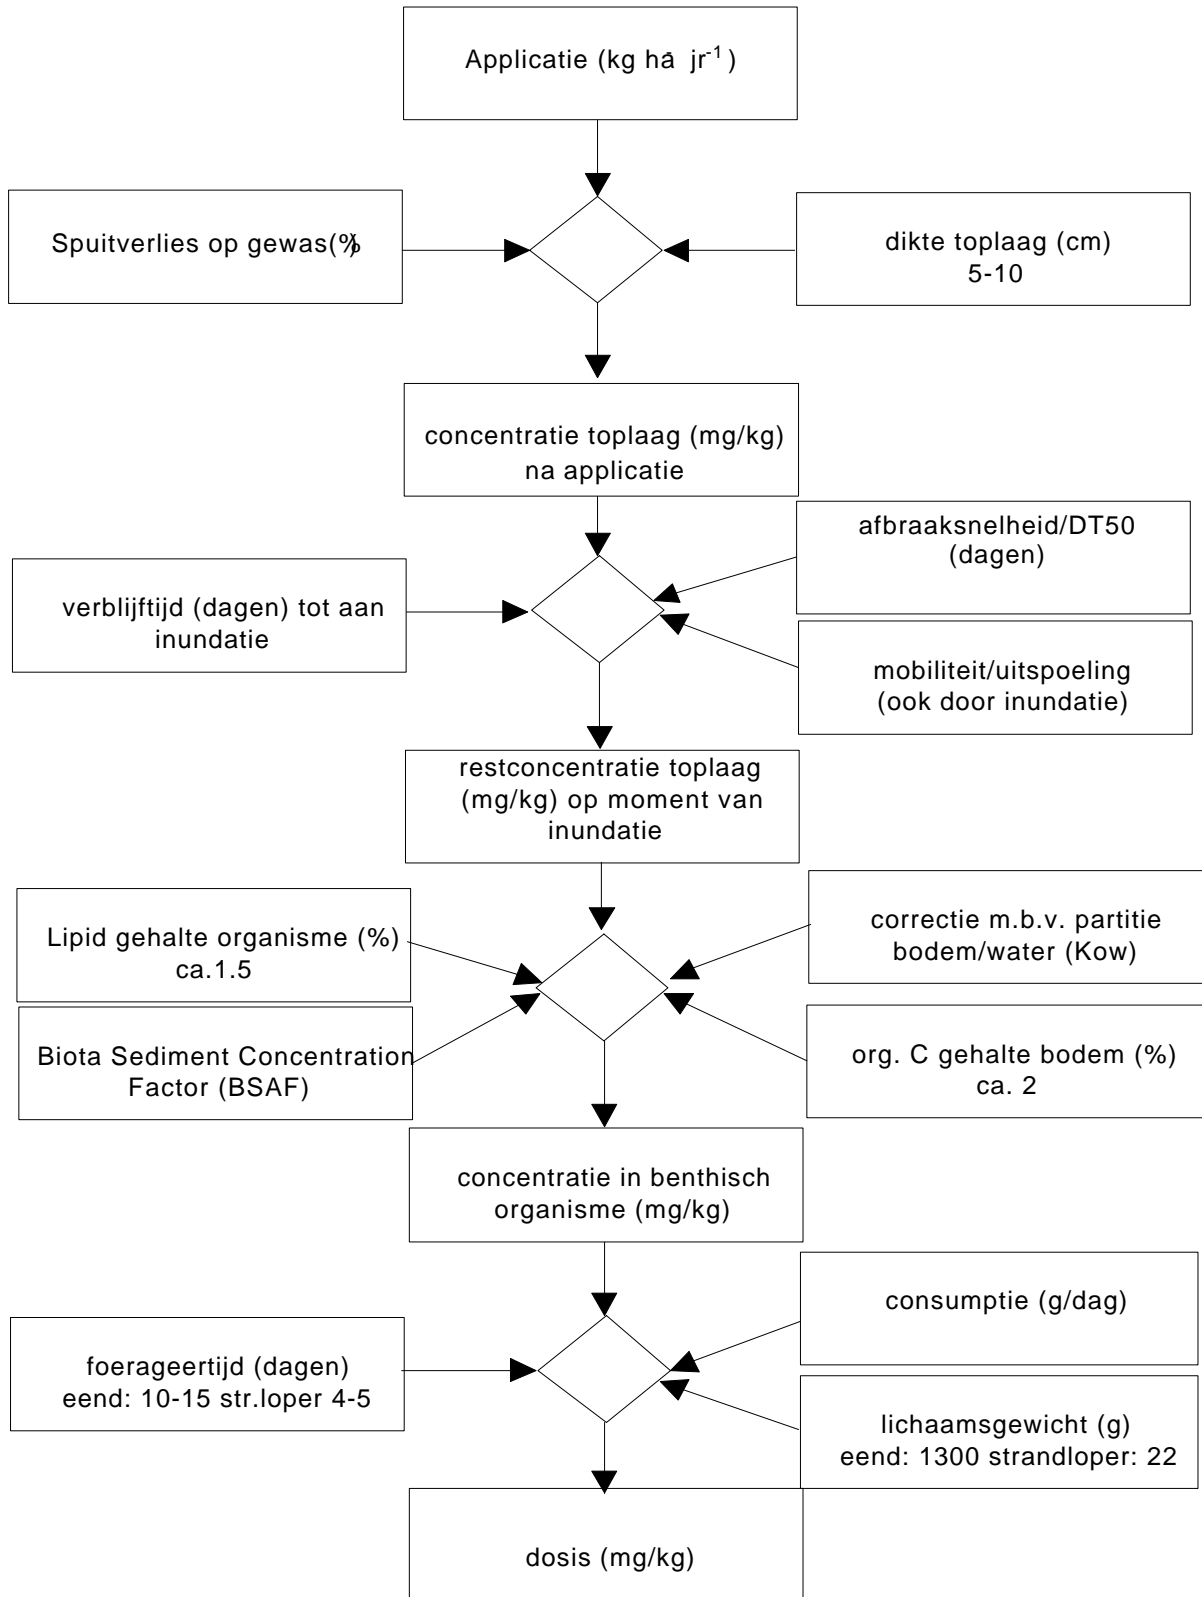 Applicatie (kg ha jr-1 )
Spuitverlies op gewas(%)
dikte toplaag (cm)
5-10
concentratie toplaag (mg/kg)
na applicatie
afbraaksnelheid/DT50
(dagen)
verblijftijd (dagen) tot aan
inundatie
mobiliteit/uitspoeling
(ook door inundatie)
restconcentratie toplaag
(mg/kg) op moment van
inundatie
Lipid gehalte organisme (%)
ca.1.5
correctie m.b.v. partitie
bodem/water (Kow)
Biota Sediment Concentration
Factor (BSAF)
org. C gehalte bodem (%)
ca. 2
concentratie in benthisch
organisme (mg/kg)
consumptie (g/dag)
foerageertijd (dagen)
eend: 10-15 str.loper 4-5
lichaamsgewicht (g)
eend: 1300 strandloper: 22
dosis (mg/kg)